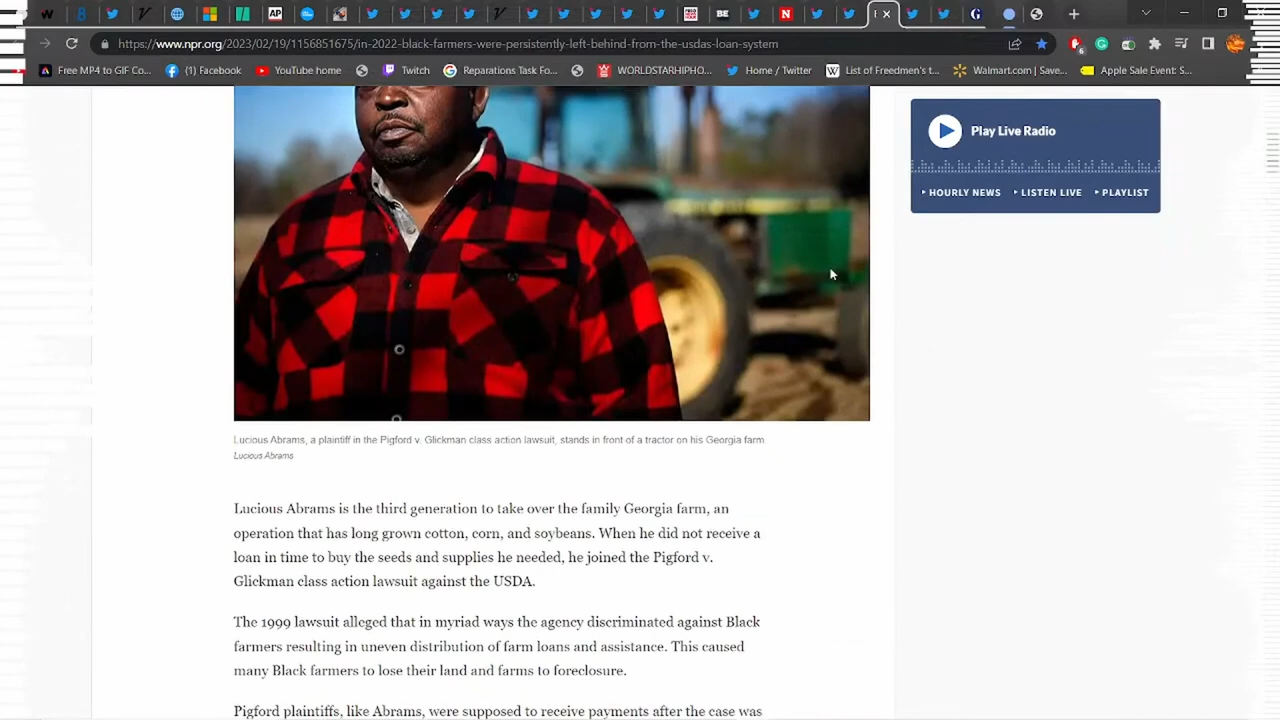 https://www.npr.org/2023/02/19/1156851675/in-2022-black-farmers-were-persistently-left-behind-from-the-usdas-loan-system
Free MP4 to GIF Co... (1) Facebook YouTube home Twitch Reparations Task For... WORLDSTARHIPHO... Home / Twitter List of Freedmen's t... Walmart.com | Save... Apple Sale Event: S...
Play Live Radio
HOURLY NEWS LISTEN LIVE PLAYLIST
Lucious Abrams, a plaintiff in the Pigford v. Glickman class action lawsuit, stands in front of a tractor on his Georgia farm
Lucious Abrams
Lucious Abrams is the third generation to take over the family Georgia farm, an
operation that has long grown cotton, corn, and soybeans. When he did not receive a
loan in time to buy the seeds and supplies he needed, he joined the Pigford v.
Glickman class action lawsuit against the USDA.
The 1999 lawsuit alleged that in myriad ways the agency discriminated against Black
farmers resulting in uneven distribution of farm loans and assistance. This caused
many Black farmers to lose their land and farms to foreclosure.
Pigford plaintiffs, like Abrams, were supposed to receive payments after the case was